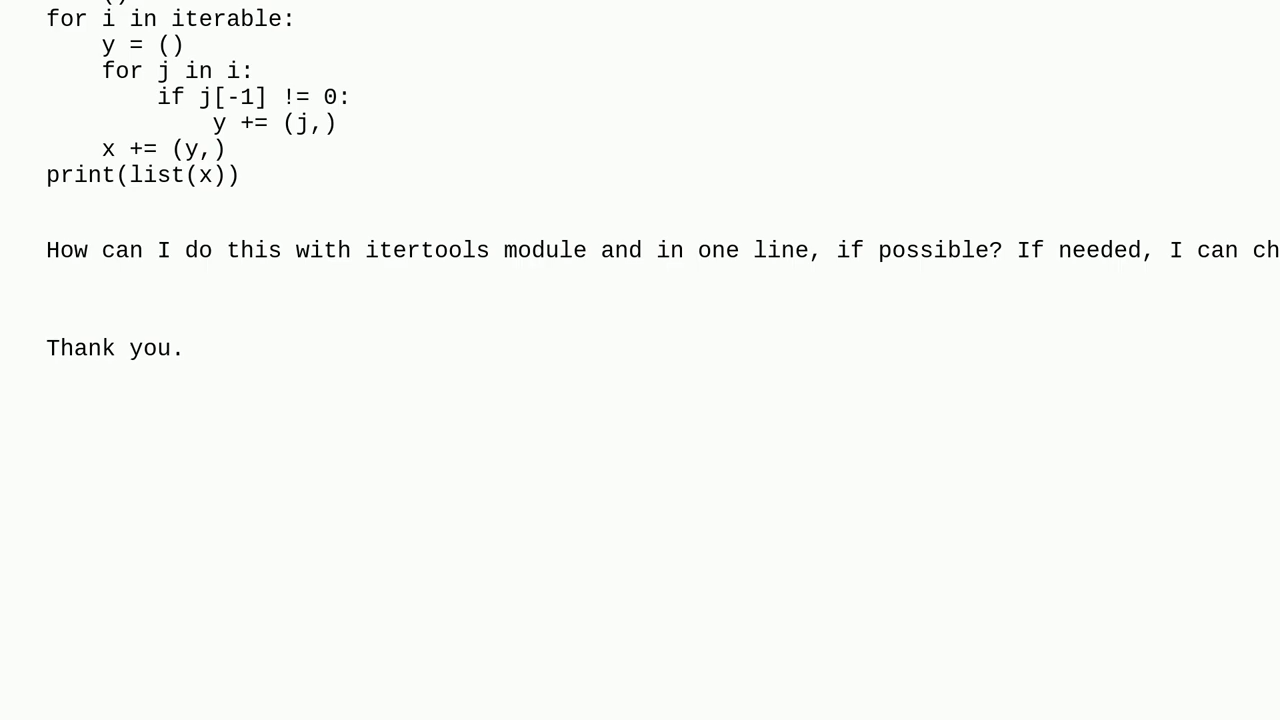 for i in iterable:
    y = ()
    for j in i:
        if j[-1] != 0:
            y += (j,)
    x += (y,)
print(list(x))
How can I do this with itertools module and in one line, if possible? If needed, I can
Thank you.